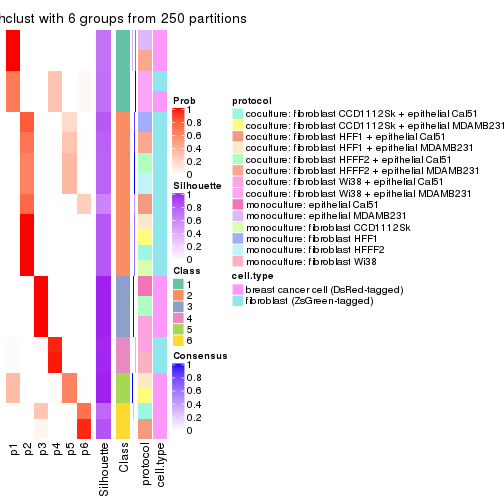 hclust with 6 groups from 250 partitions
p1
p2
p3
p4
p5
p6
Silhouette
Class
protocol
cell.type
Prob
1
0.8
0.6
0.4
0.2
0
Silhouette
1
0.8
0.6
0.4
0.2
0
Class
1
2
3
4
5
6
Consensus
1
0.8
0.6
0.4
0.2
0
protocol
coculture: fibroblast CCD1112Sk + epithelial Cal51
coculture: fibroblast CCD1112Sk + epithelial MDAMB231
coculture: fibroblast HFF1 + epithelial Cal51
coculture: fibroblast HFF1 + epithelial MDAMB231
coculture: fibroblast HFFF2 + epithelial Cal51
coculture: fibroblast HFFF2 + epithelial MDAMB231
coculture: fibroblast Wi38 + epithelial Cal51
coculture: fibroblast Wi38 + epithelial MDAMB231
monoculture: epithelial Cal51
monoculture: epithelial MDAMB231
monoculture: fibroblast CCD1112Sk
monoculture: fibroblast HFF1
monoculture: fibroblast HFFF2
monoculture: fibroblast Wi38
cell.type
breast cancer cell (DsRed-tagged)
fibroblast (ZsGreen-tagged)